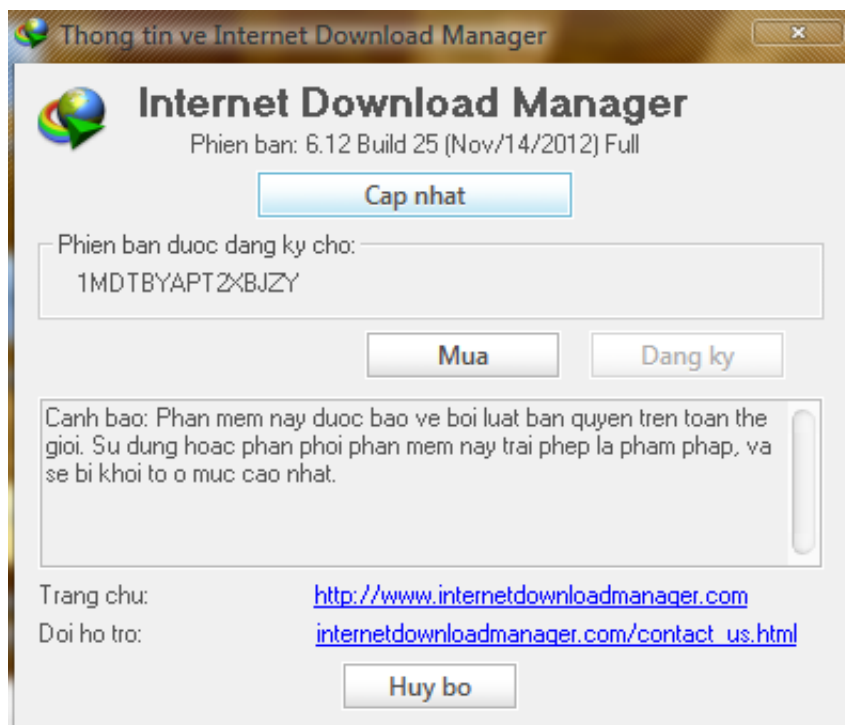 Thong tin ve Internet Download Manager
Internet Download Manager
Phien ban: 6.12 Build 25 (Nov/14/2012) Full
Cap nhat
Phien ban duoc dang ky cho:
1MDTBYAPT2XBJZY
Mua Dang ky
Canh bao: Phan mem nay duoc bao ve boi luat ban quyen tren toan the
gioi. Su dung hoac phan phoi phan mem nay trai phep la pham phap, va
se bi khoi to o muc cao nhat.
Trang chu: http://www.internetdownloadmanager.com
Doi ho tro: internetdownloadmanager.com/contact_us.html
Huy bo